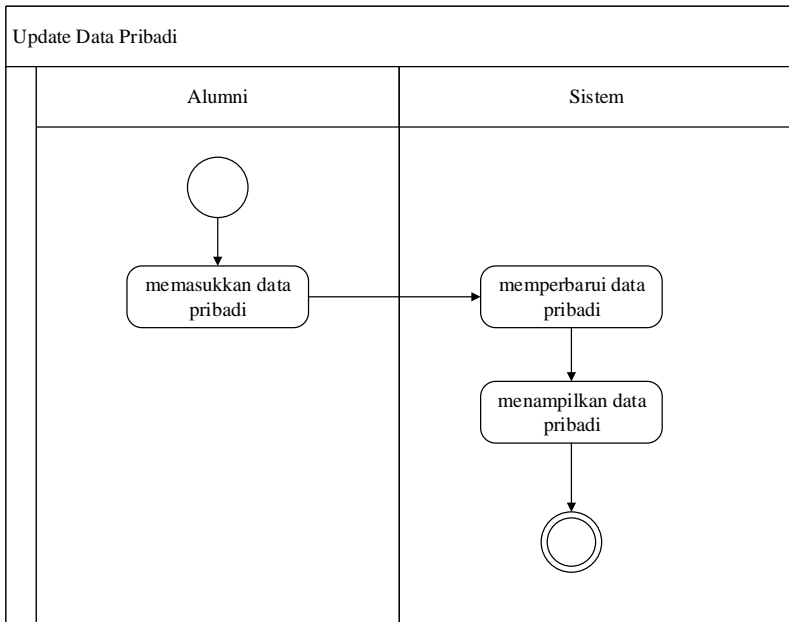 Update Data Pribadi
Alumni
Sistem
memasukkan data
pribadi
memperbarui data
pribadi
menampilkan data
pribadi